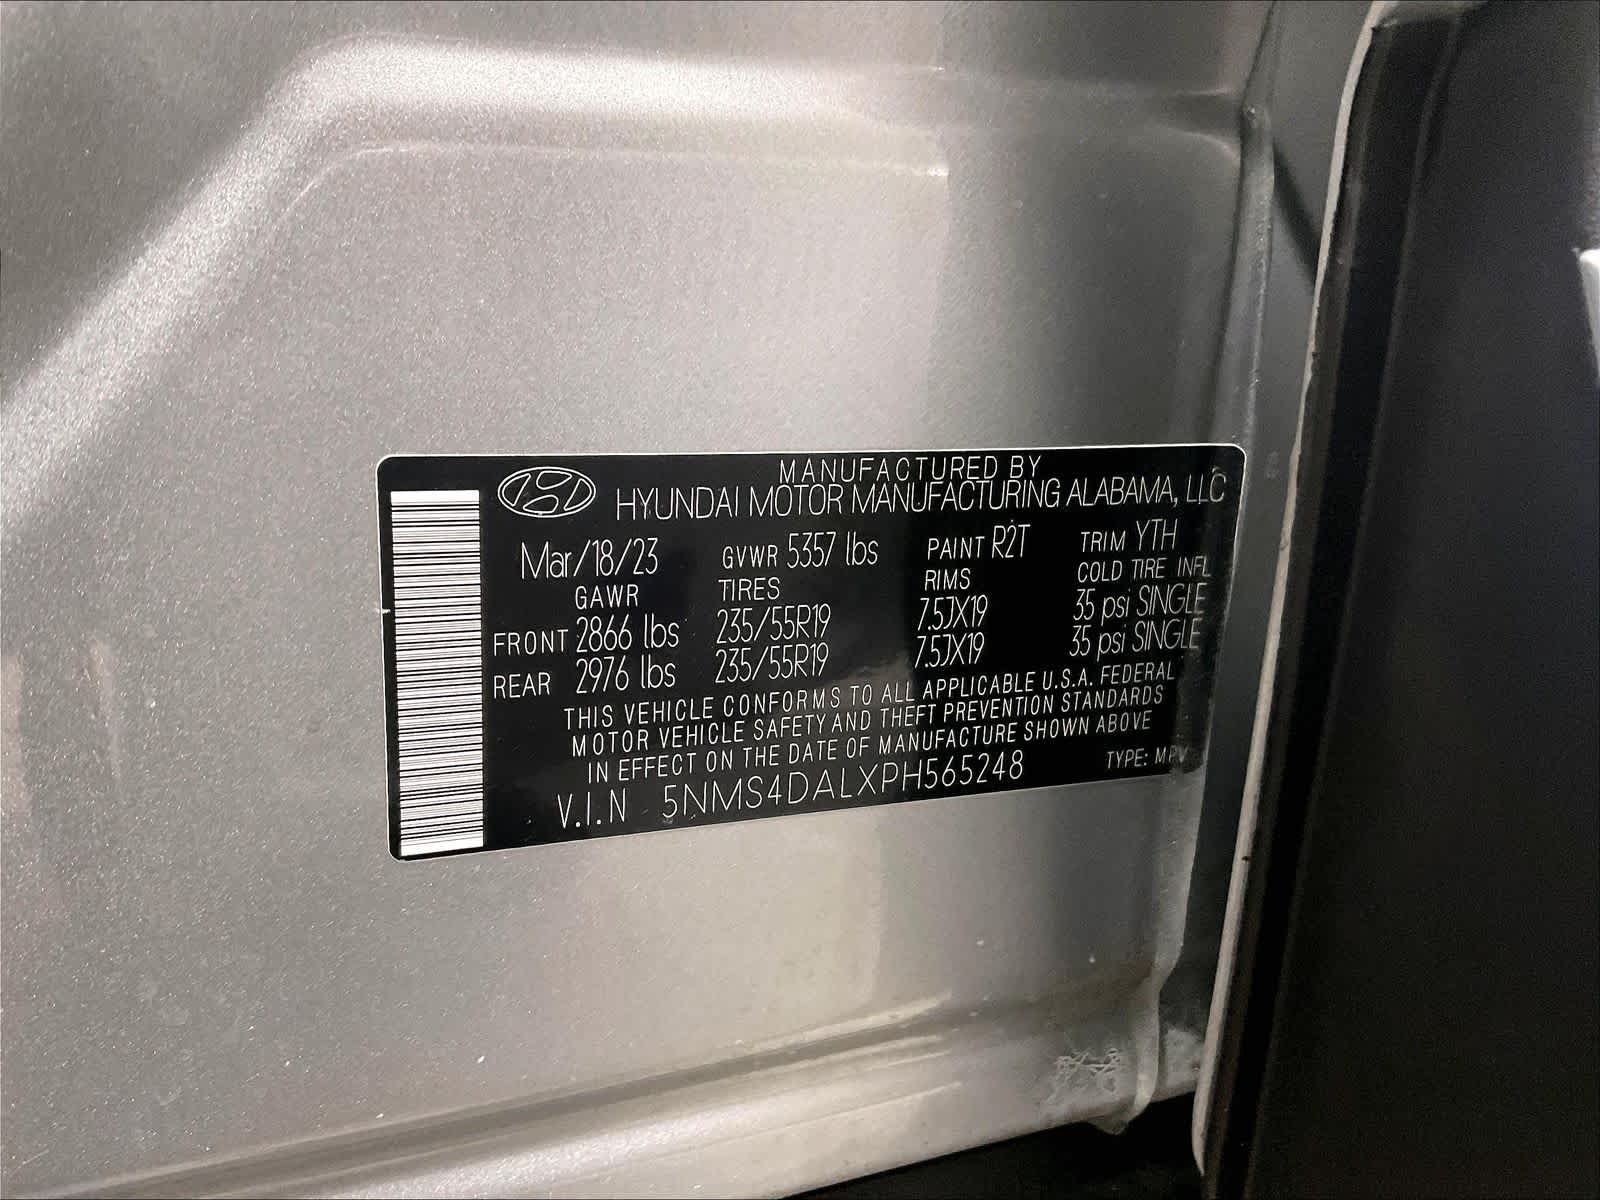 MANUFACTURED BY
HYUNDAI MOTOR MANUFACTURING ALABAMA, LLC
Mar/18/23 GVWR 5357 lbs PAINT R2T TRIM YTH
GAWR TIRES RIMS COLD TIRE INFL
FRONT 2866 lbs 235/55R19 7.5JX19 35 psi SINGLE
REAR 2976 lbs 235/55R19 7.5JX19 35 psi SINGLE
THIS VEHICLE CONFORMS TO ALL APPLICABLE U.S.A. FEDERAL
MOTOR VEHICLE SAFETY AND THEFT PREVENTION STANDARDS
IN EFFECT ON THE DATE OF MANUFACTURE SHOWN ABOVE
V.I.N 5NMS4DALXPH565248 TYPE: MPV